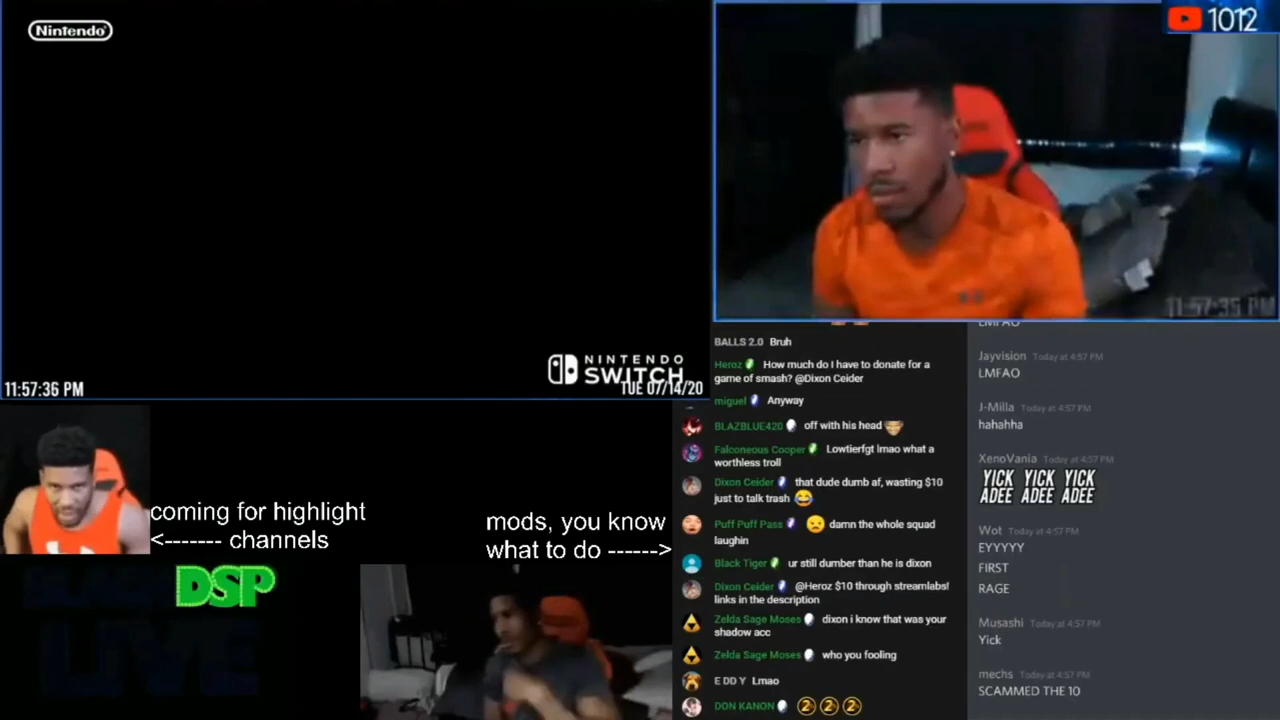 Nintendo
NINTENDO
SWITCH
11:57:36 PM
TUE 07/14/20
1012
11:57:35 PM
coming for highlight
<------- channels
mods, you know
what to do ------>
DSP
LIVE
BALLS 2.0 Bruh
Heroz How much do I have to donate for a
game of smash? @Dixon Ceider
miguel Anyway
BLAZBLUE420 off with his head
Falconeous Cooper Lowtierfgt lmao what a
worthless troll
Dixon Ceider that dude dumb af, wasting $10
just to talk trash
Puff Puff Pass damn the whole squad
laughin
Black Tiger ur still dumber than he is dixon
Dixon Ceider @Heroz $10 through streamlabs!
links in the description
Zelda Sage Moses dixon i know that was your
shadow acc
Zelda Sage Moses who you fooling
E DD Y Lmao
DON KANON
LMFAO
Jayvision Today at 4:57 PM
LMFAO
J-Milla Today at 4:57 PM
hahahha
XenoVania Today at 4:57 PM
YICK YICK YICK
ADEE ADEE ADEE
Wot Today at 4:57 PM
EYYYYY
FIRST
RAGE
Musashi Today at 4:57 PM
Yick
mechs Today at 4:57 PM
SCAMMED THE 10